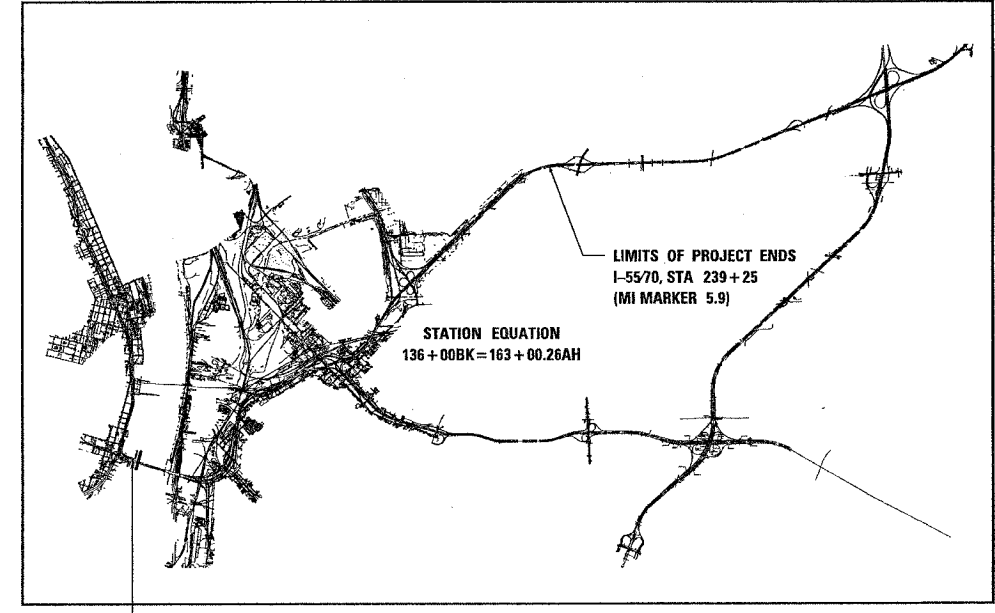 LIMITS OF PROJECT ENDS
I-55/70, STA 239+25
(MI MARKER 5.9)
STATION EQUATION
136+00BK=163+00.26AH